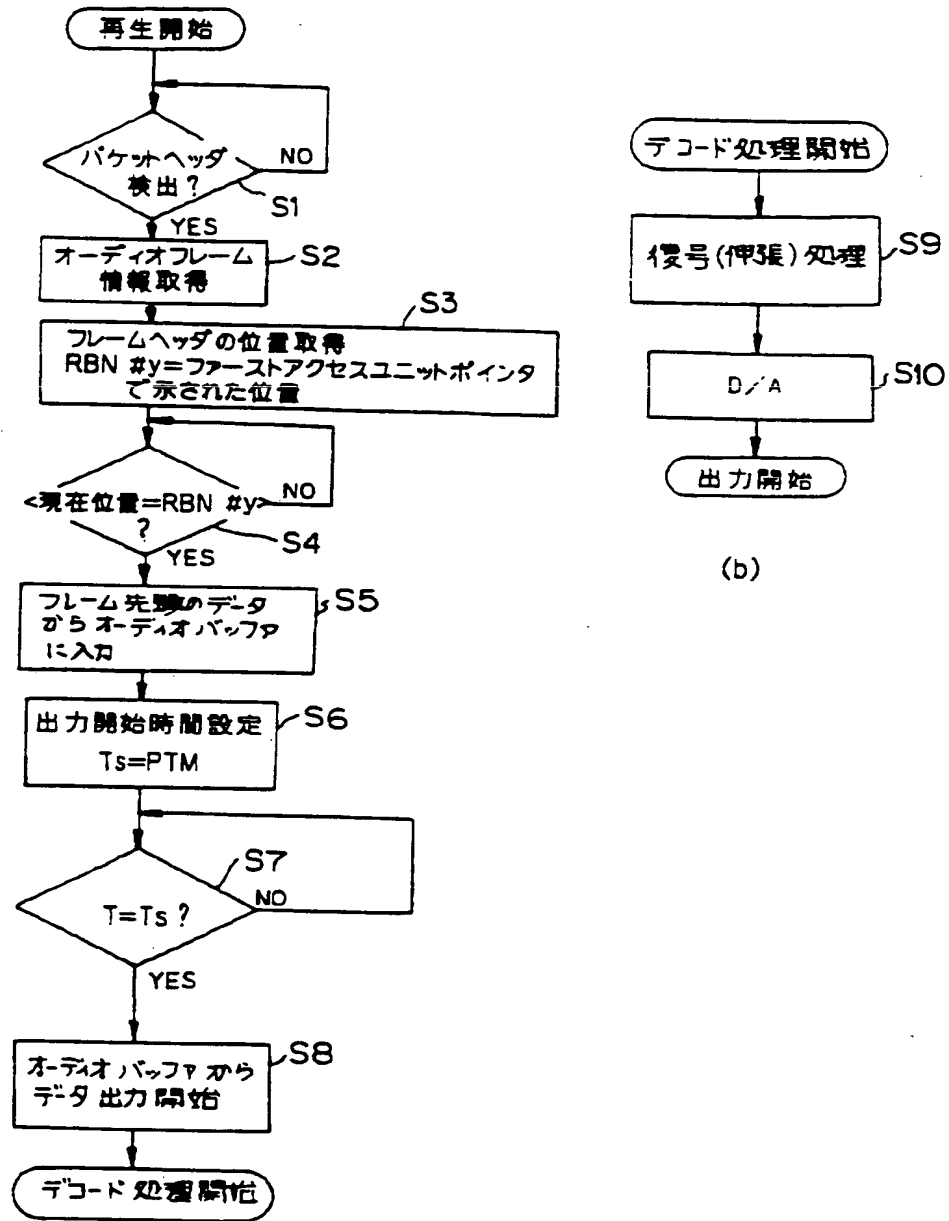 再生開始
パケットヘッダ
検出?
NO
S1
YES
オーディオフレーム
情報取得
S2
S3
フレームヘッダの位置取得
RBN #y=ファーストアクセスユニットポインタ
で示された位置
<現在位置=RBN #y>
?
NO
S4
YES
フレーム先頭のデータ
からオーディオバッファ
に入力
S5
出力開始時間設定
Ts=PTM
S6
S7
T=Ts?
NO
YES
オーディオバッファから
データ出力開始
S8
デコード処理開始
デコード処理開始
復号(伸張)処理
S9
D/A
S10
出力開始
(b)